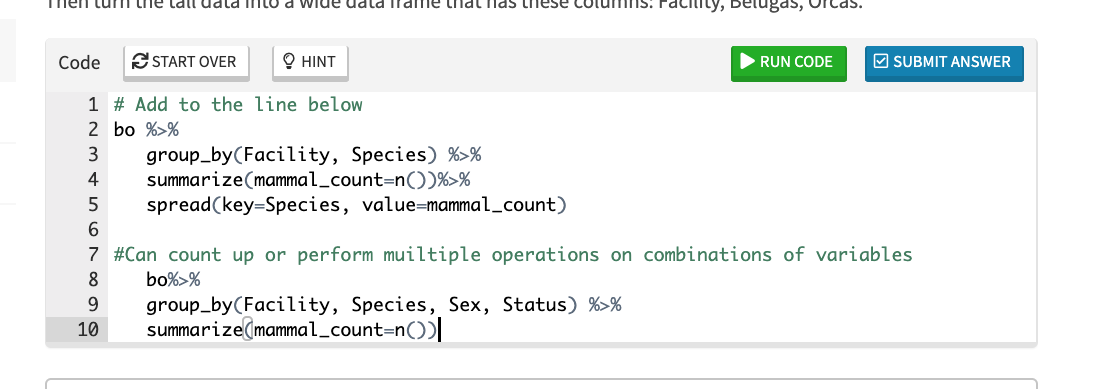 Then turn the tall data into a wide data frame that has these columns: Facility, Belugas, Orcas.
Code START OVER HINT RUN CODE SUBMIT ANSWER
1 # Add to the line below
2 bo %>%
3 group_by(Facility, Species) %>%
4 summarize(mammal_count=n())%>%
5 spread(key=Species, value=mammal_count)
6
7 #Can count up or perform muiltiple operations on combinations of variables
8 bo%>%
9 group_by(Facility, Species, Sex, Status) %>%
10 summarize(mammal_count=n())